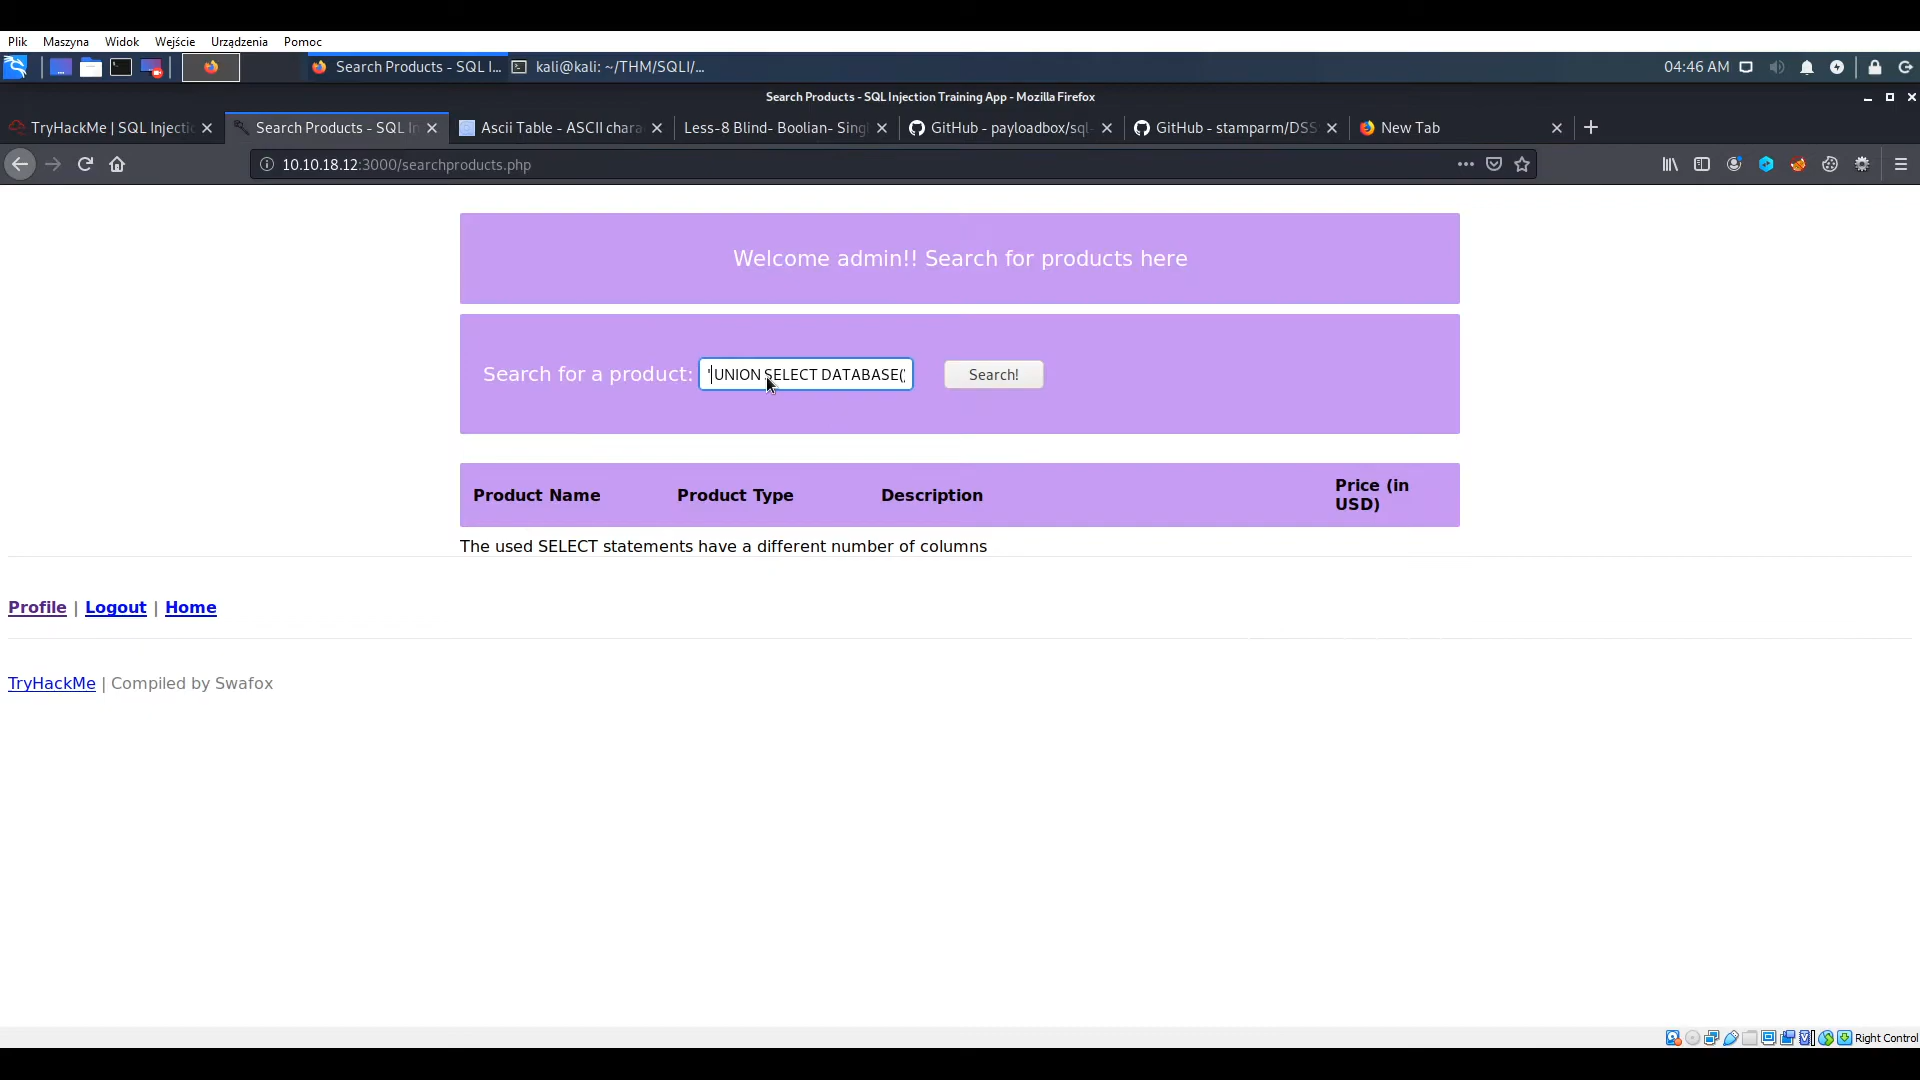 Plik Maszyna Widok Wejście Urządzenia Pomoc
Search Products - SQL I... kali@kali: ~/THM/SQLI/... 04:46 AM
Search Products - SQL Injection Training App - Mozilla Firefox
TryHackMe | SQL Injectio Search Products - SQL In Ascii Table - ASCII chara Less-8 Blind- Boolian- Singl GitHub - payloadbox/sql- GitHub - stamparm/DSS New Tab
10.10.18.12:3000/searchproducts.php
Welcome admin!! Search for products here
Search for a product: ' UNION SELECT DATABASE( Search!
Product Name Product Type Description Price (in
USD)
The used SELECT statements have a different number of columns
Profile | Logout | Home
TryHackMe | Compiled by Swafox
Right Control